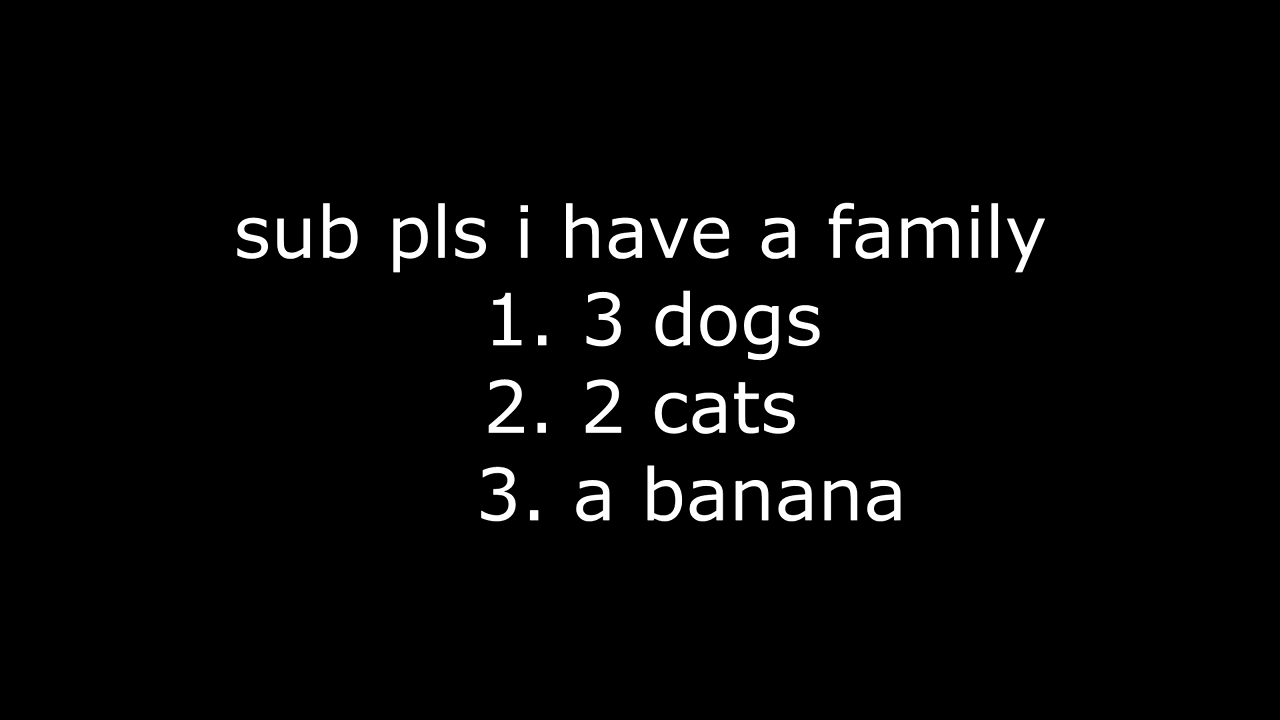 sub pls i have a family
1. 3 dogs
2. 2 cats
3. a banana